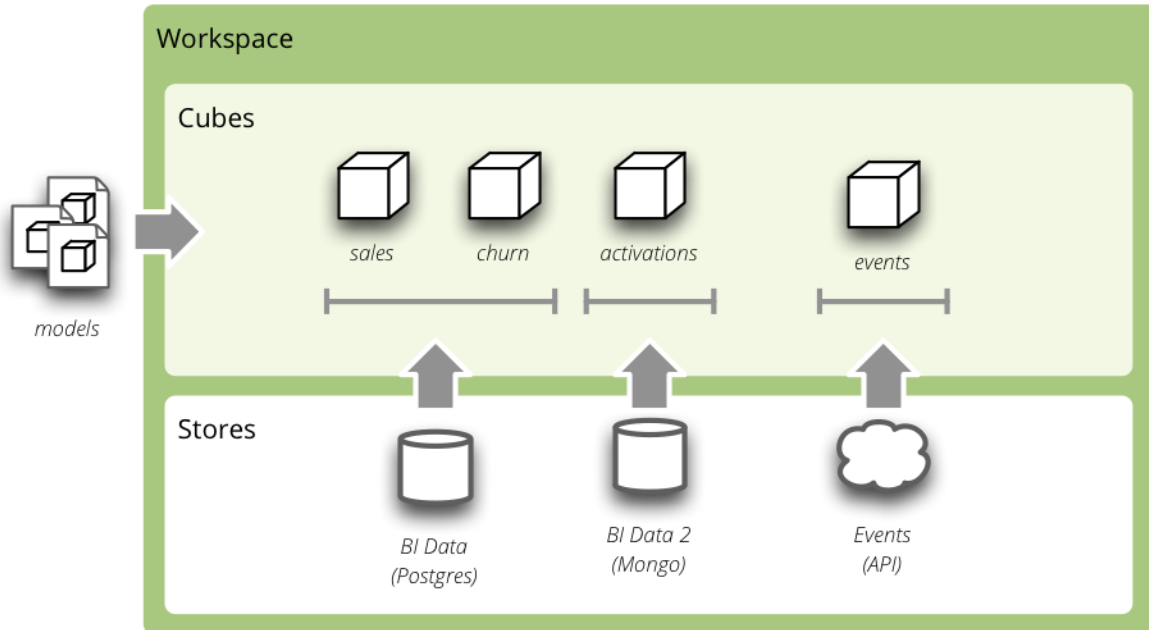 Workspace
Cubes
sales
churn
activations
events
models
Stores
BI Data
(Postgres)
BI Data 2
(Mongo)
Events
(API)